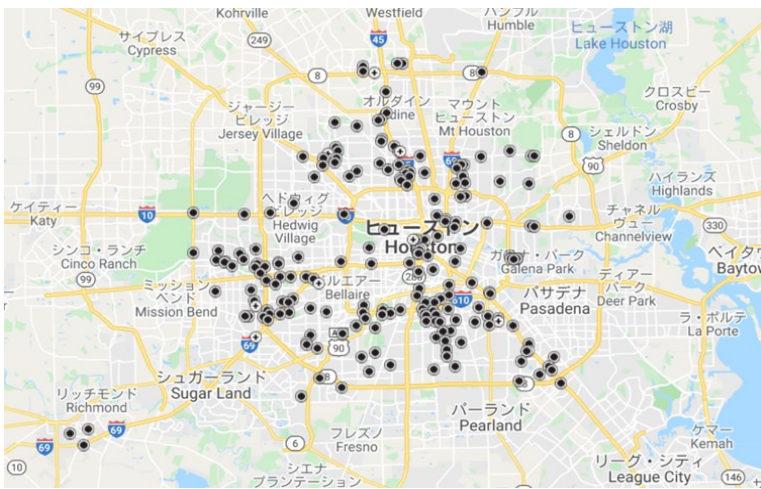 Kohrville
Westfield
ハンブル
Humble
ヒューストン湖
Lake Houston
サイプレス
Cypress
249
45
99
8
8
オルダイン
dine
クロスビー
Crosby
ジャージー
ビレッジ
Jersey Village
マウント
ヒューストン
Mt Houston
8
シェルドン
Sheldon
90
69
ハイランズ
Highlands
ケイティー
Katy
10
ヘドウィグ
ビレッジ
Hedwig
Village
ヒューストン
Houston
チャネル
ビュー
Channelview
330
シンコ・ランチ
Cinco Ranch
99
ガレナ・パーク
Galena Park
ベイタウ
Baytow
ミッション
ベンド
Mission Bend
ベルエアー
Bellaire
288
610
パサデナ
Pasadena
ディアー
パーク
Deer Park
ラ・ポルテ
La Porte
69
90
シュガーランド
Sugar Land
8
8
リッチモンド
Richmond
69
69
パーランド
Pearland
6
フレズノ
Fresno
ケマー
Kemah
10
シエナ
プランテーション
リーグ・シティ
League City
146